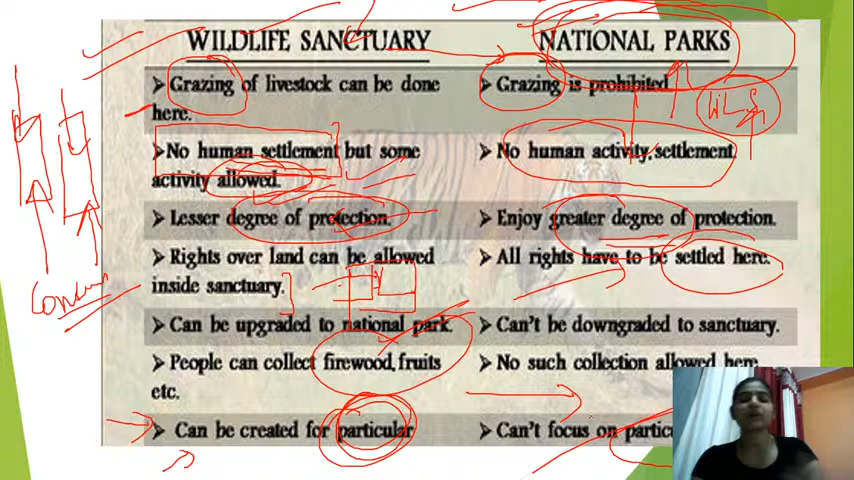 WILDLIFE SANCTUARY
NATIONAL PARKS
➤ Grazing of livestock can be done
here.
➤ Grazing is prohibited
➤No human settlement but some
activity allowed.
➤ No human activity, settlement
➤ Lesser degree of protection.
➤ Enjoy greater degree of protection.
➤ Rights over land can be allowed
inside sanctuary.
➤ All rights have to be settled here.
➤ Can be upgraded to national park.
➤ Can't be downgraded to sanctuary.
➤ People can collect firewood, fruits
etc.
➤ No such collection allowed here
➤ Can be created for particular
➤ Can't focus on